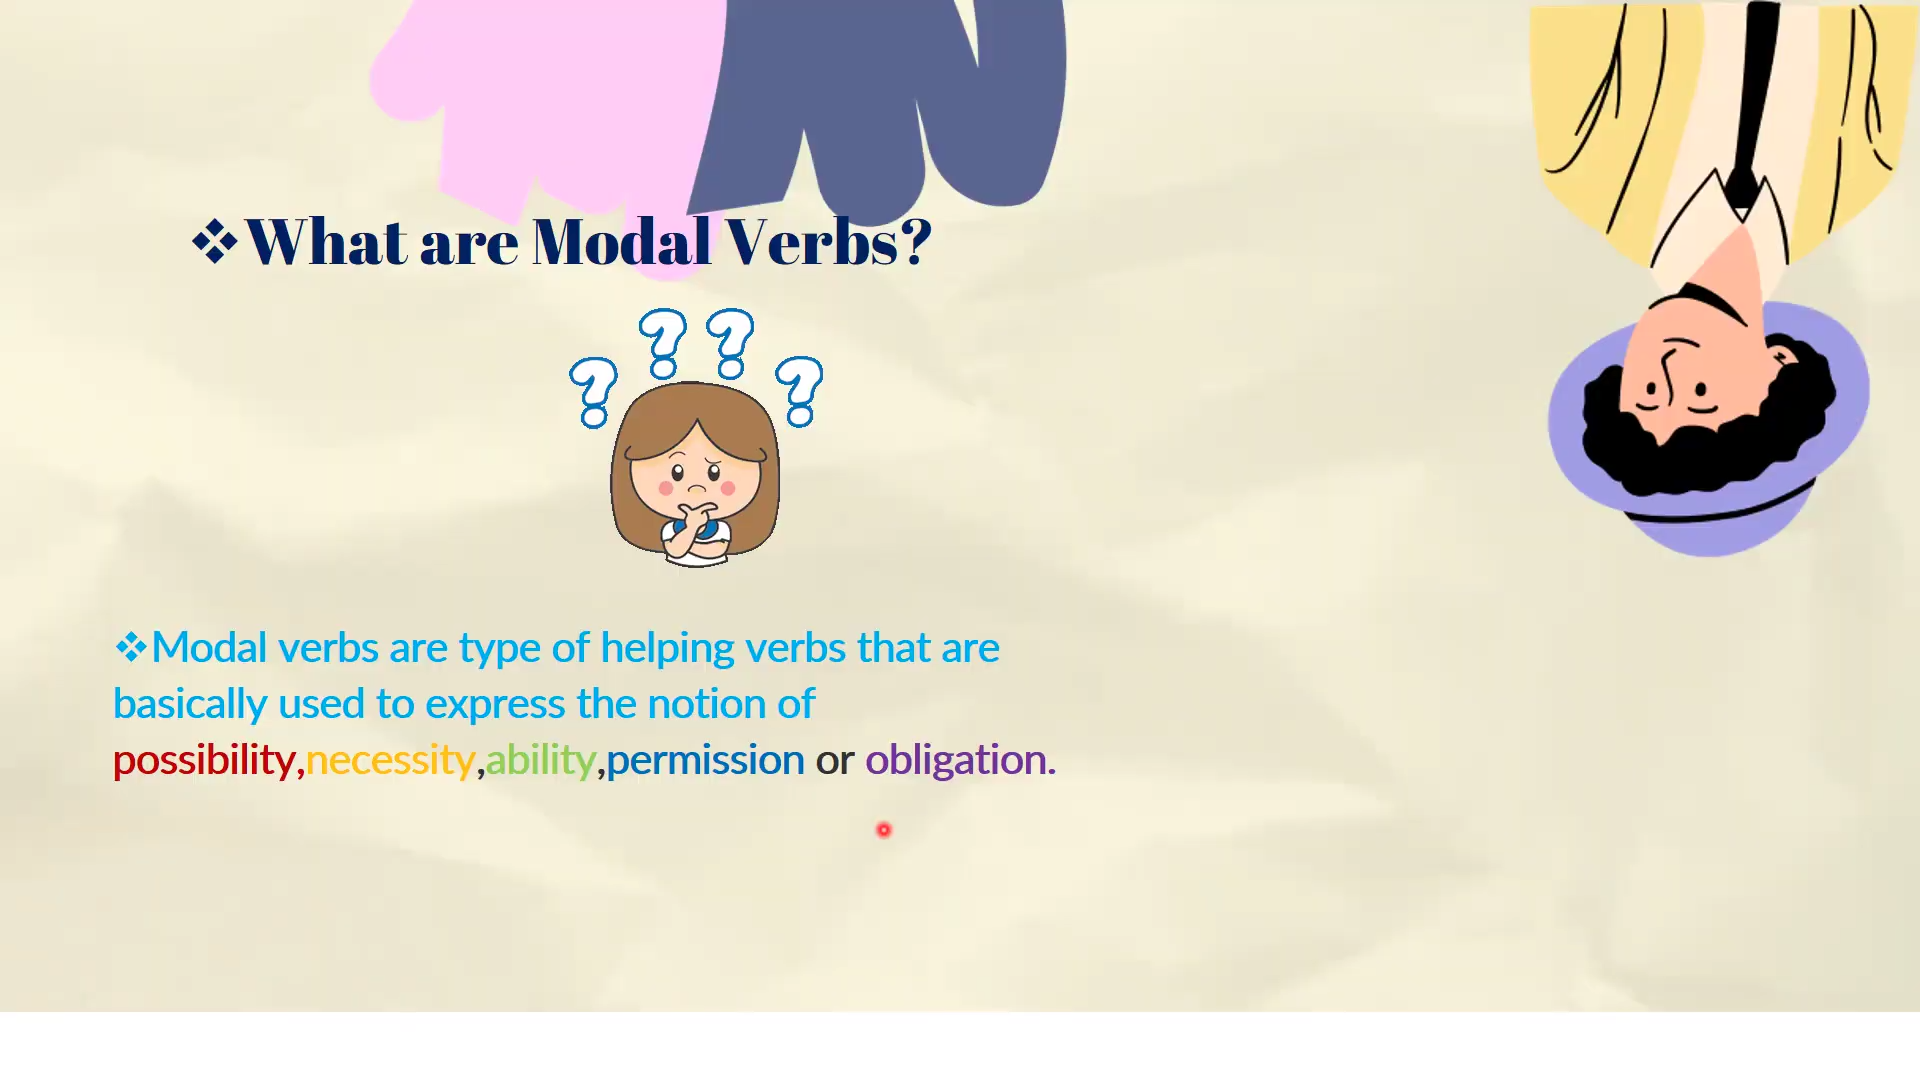 ❖What are Modal Verbs?
? ? ? ?
❖Modal verbs are type of helping verbs that are
basically used to express the notion of
possibility,necessity,ability,permission or obligation.